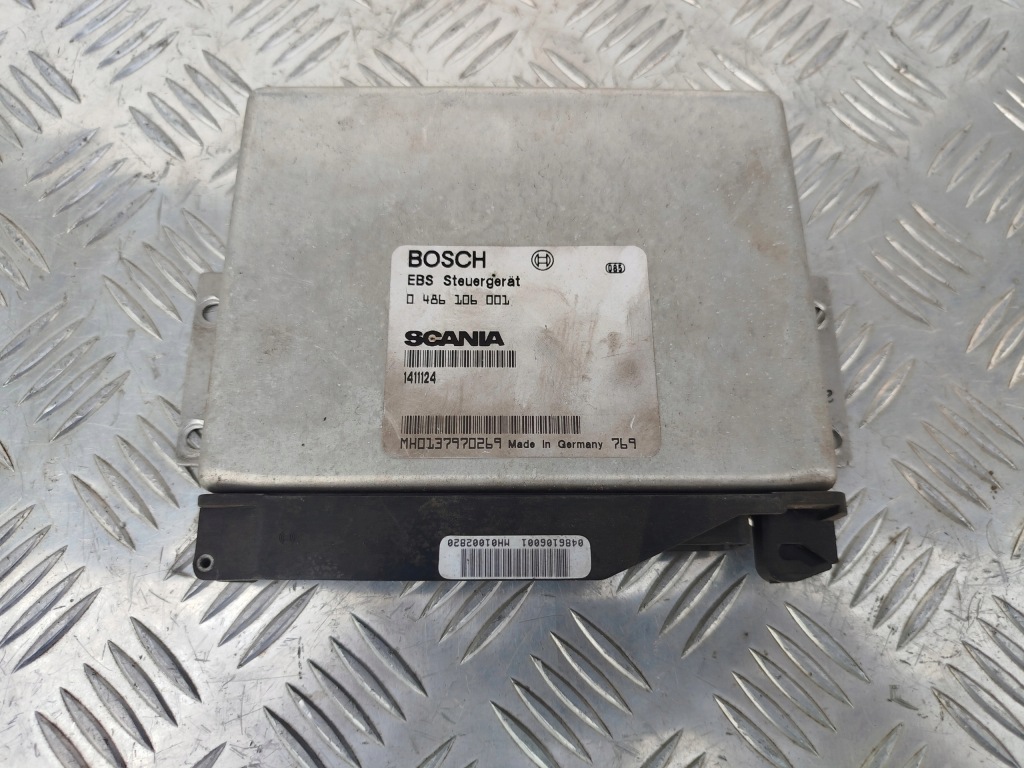 BOSCH
EBS Steuergerät
0 486 106 001
SCANIA
1411124
MH0137970269 Made in Germany 769
0486106001 MH01002820